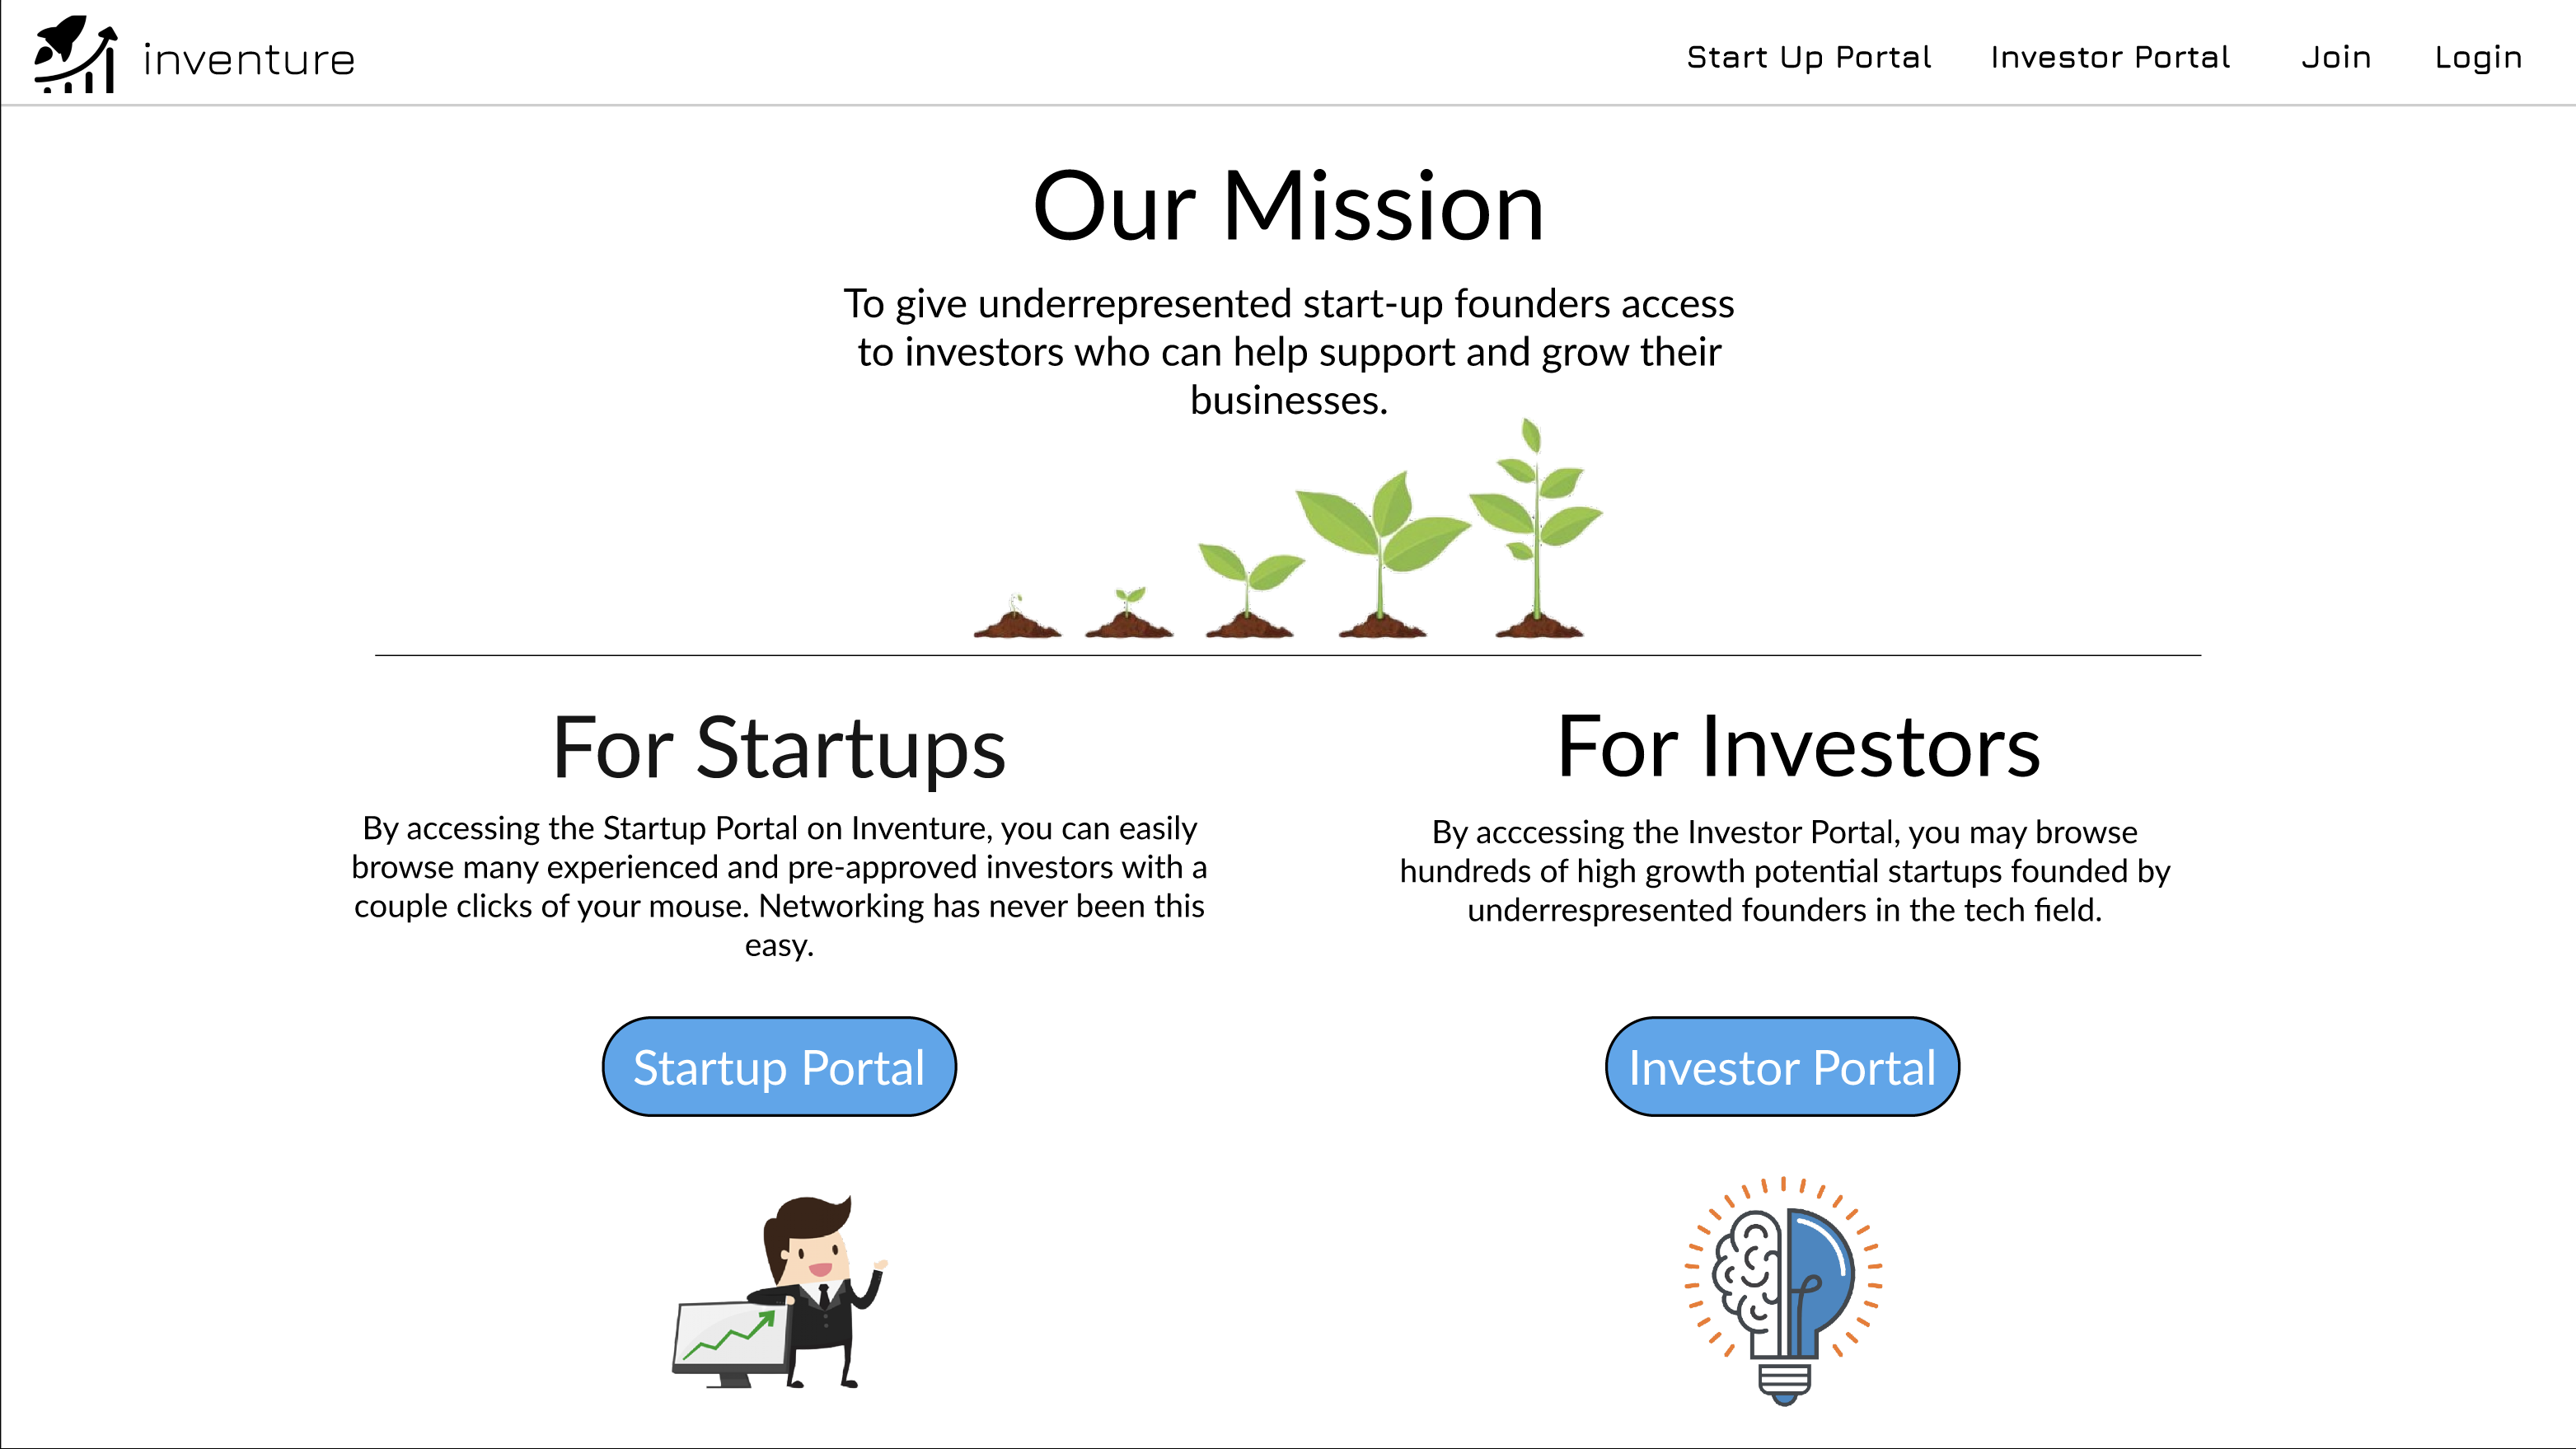 inventure
Start Up Portal
Investor Portal
Join
Login
Our Mission
To give underrepresented start-up founders access
to investors who can help support and grow their
businesses.
For Startups
By accessing the Startup Portal on Inventure, you can easily
browse many experienced and pre-approved investors with a
couple clicks of your mouse. Networking has never been this
easy.
Startup Portal
For Investors
By acccessing the Investor Portal, you may browse
hundreds of high growth potential startups founded by
underrespresented founders in the tech field.
Investor Portal